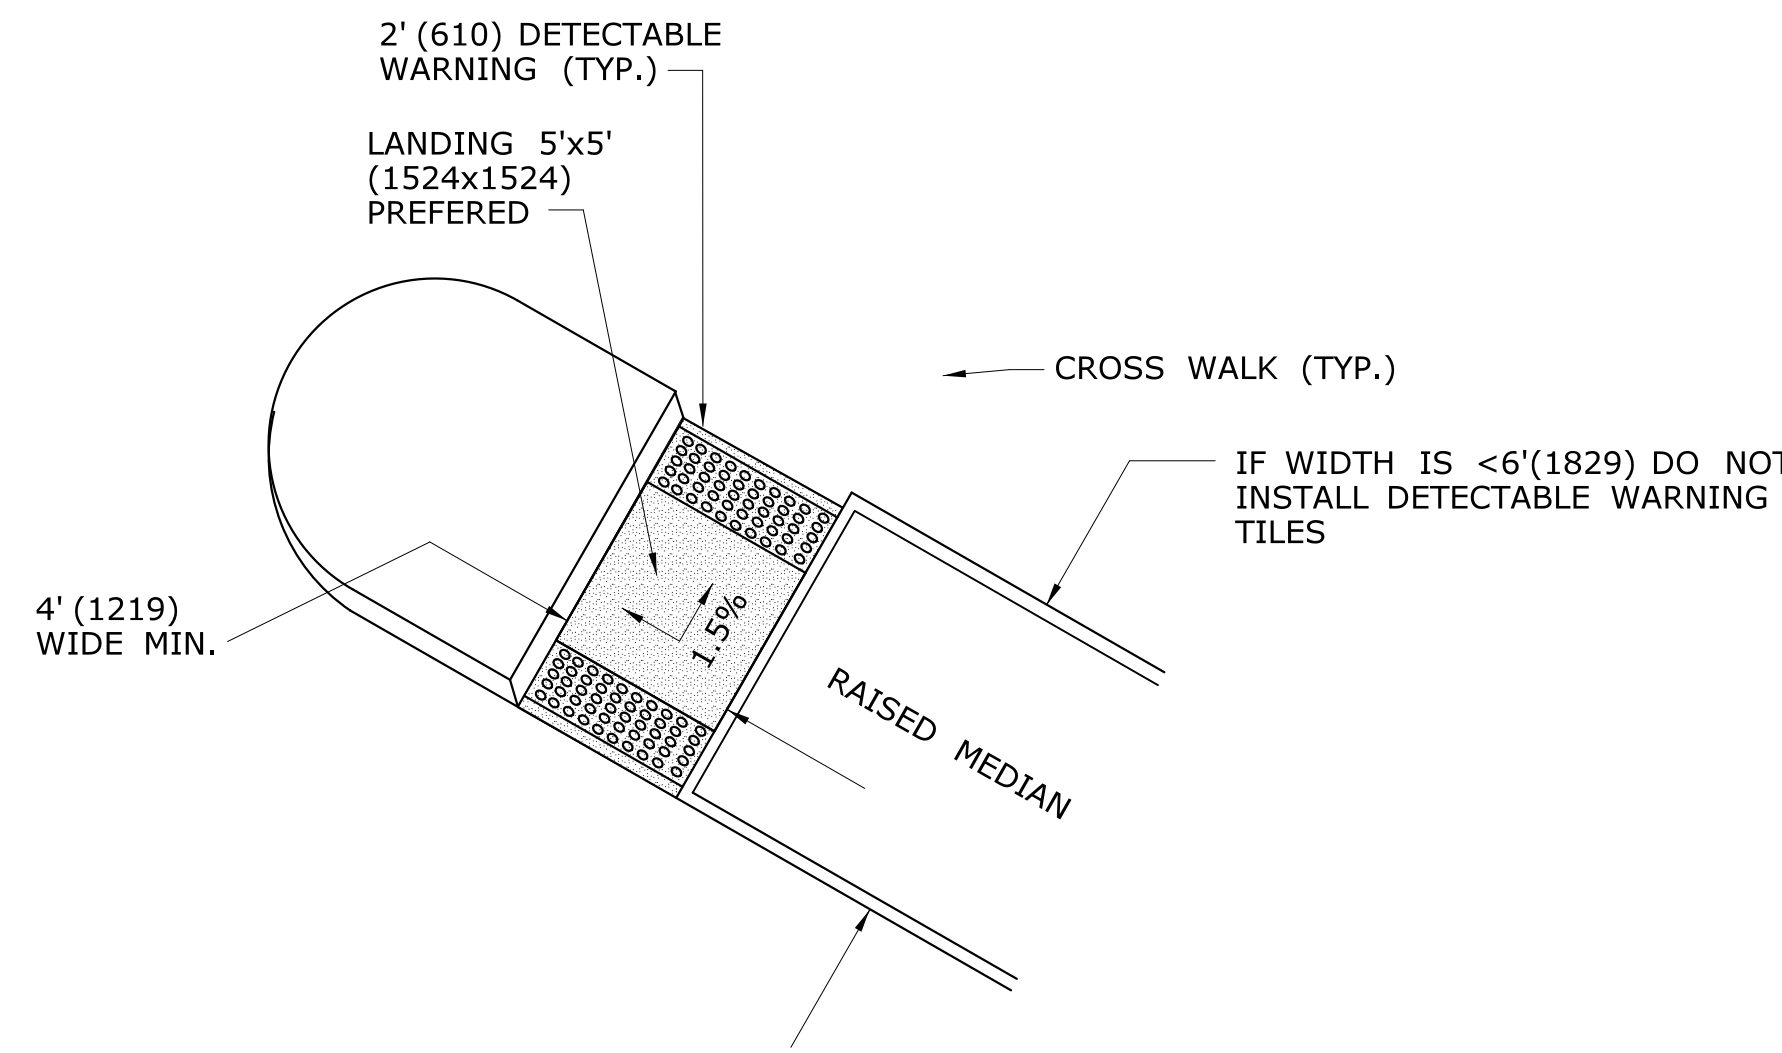 2' (610) DETECTABLE
WARNING (TYP.)
LANDING 5'x5'
(1524x1524)
PREFERED
CROSS WALK (TYP.)
IF WIDTH IS <6'(1829) DO NOT
INSTALL DETECTABLE WARNING
TILES
4' (1219)
WIDE MIN.
1.5%
RAISED MEDIAN